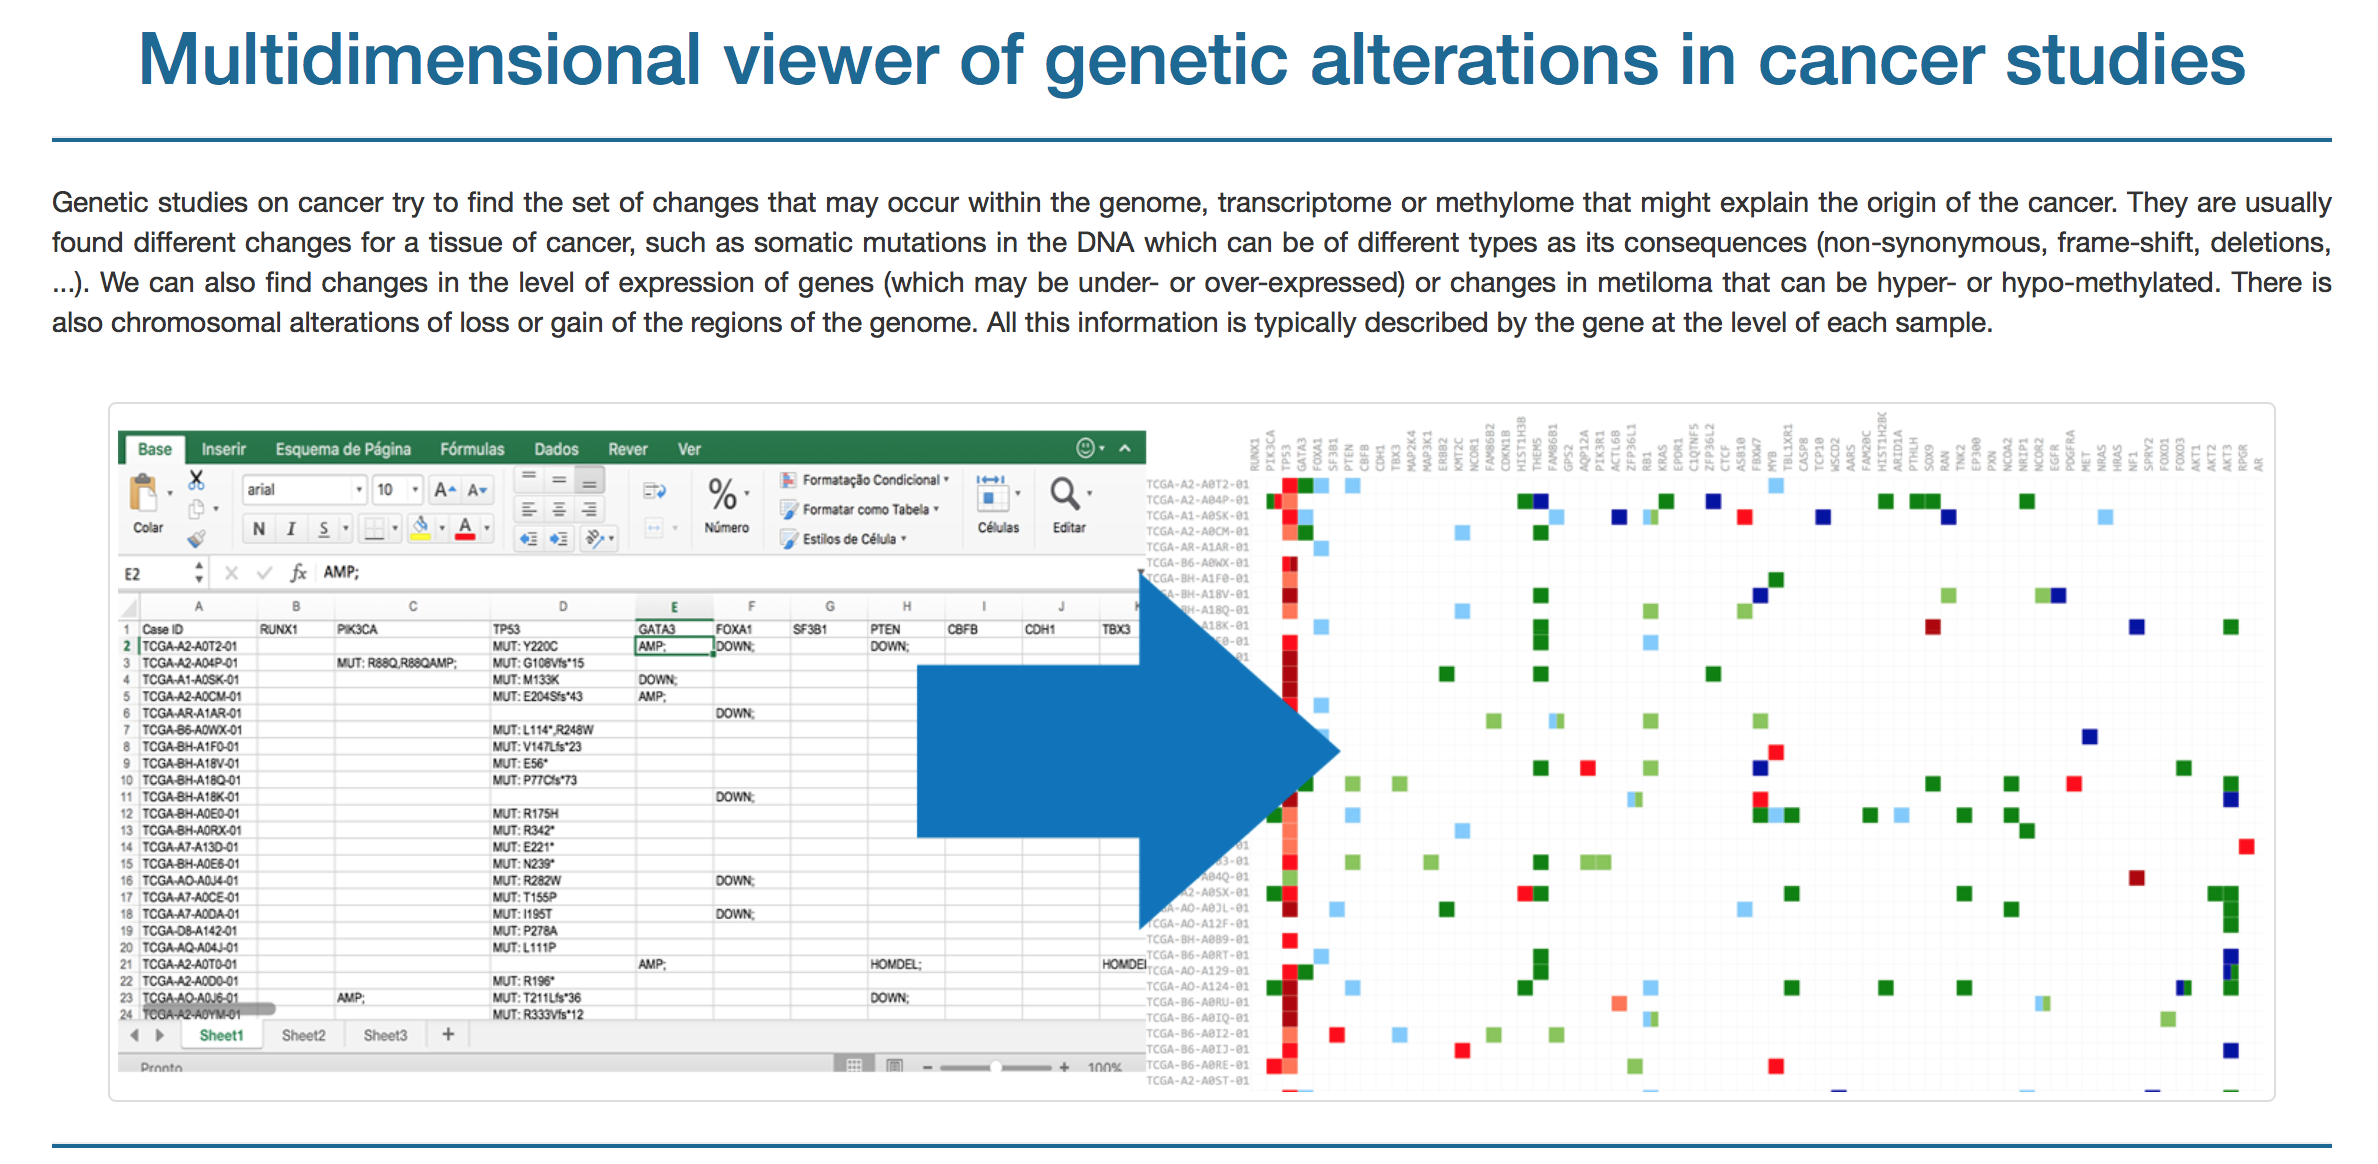 Multidimensional viewer of genetic alterations in cancer studies
Genetic studies on cancer try to find the set of changes that may occur within the genome, transcriptome or methylome that might explain the origin of the cancer. They are usually
found different changes for a tissue of cancer, such as somatic mutations in the DNA which can be of different types as its consequences (non-synonymous, frame-shift, deletions,
...). We can also find changes in the level of expression of genes (which may be under- or over-expressed) or changes in metiloma that can be hyper- or hypo-methylated. There is
also chromosomal alterations of loss or gain of the regions of the genome. All this information is typically described by the gene at the level of each sample.
Base Inserir Esquema de Página Fórmulas Dados Rever Ver
arial 10 A A % Formatação Condicional
Formatar como Tabela
Colar N I S A Número Estilos de Célula Células Editar
E2 fx AMP;
A B C D E F G H I J K
1 Case ID RUNX1 PIK3CA TP53 GATA3 FOXA1 SF3B1 PTEN CBFB CDH1 TBX3
2 TCGA-A2-A0T2-01 MUT: Y220C AMP; DOWN; DOWN;
3 TCGA-A2-A04P-01 MUT: R88Q,R88QAMP; MUT: G108Vfs*15
4 TCGA-A1-A0SK-01 MUT: M133K DOWN;
5 TCGA-A2-A0CM-01 MUT: E204Sfs*43 AMP;
6 TCGA-AR-A1AR-01 DOWN;
7 TCGA-B6-A0WX-01 MUT: L114*,R248W
8 TCGA-BH-A1F0-01 MUT: V147Lfs*23
9 TCGA-BH-A18V-01 MUT: E56*
10 TCGA-BH-A18Q-01 MUT: P77Cfs*73
11 TCGA-BH-A18K-01 DOWN;
12 TCGA-BH-A0E0-01 MUT: R175H
13 TCGA-BH-A0RX-01 MUT: R342*
14 TCGA-A7-A13D-01 MUT: E221*
15 TCGA-BH-A0E6-01 MUT: N239*
16 TCGA-AO-A0J4-01 MUT: R282W DOWN;
17 TCGA-A7-A0CE-01 MUT: T155P
18 TCGA-A7-A0DA-01 MUT: I195T DOWN;
19 TCGA-D8-A142-01 MUT: P278A
20 TCGA-AQ-A04J-01 MUT: L111P
21 TCGA-A2-A0T0-01 AMP; HOMDEL; HOMDEL
22 TCGA-A2-A0D0-01 MUT: R196*
23 TCGA-AO-A0J6-01 AMP; MUT: T211Lfs*36 DOWN;
24 TCGA-A2-A0YM-01 MUT: R333Vfs*12
Sheet1 Sheet2 Sheet3 +
Pronto 100%
RUNX1 PIK3CA TP53 GATA3 FOXA1 SF3B1 PTEN CBFB CDH1 TBX3 MAP2K4 MAP3K1 ERBB2 CDKN1B KMT2C NCOR1 FAM86B2 HIST1H3B THEM5 FAM86B1 GPS2 AQP12A PIK3R1 ACTL6B ZFP36L1 RB1 KRAS EPDR1 C1QTNF5 ZFP36L2 CTCF ASB10 FBXW7 MYB TBL1XR1 CASP8 TCP10 WSCD2 AARS FAM20C HIST1H2BC ARID1A PTHLH SOX9 RAN TNK2 EP300 PXN NCOA2 NRIP1 NCOR2 EGFR PDGFRA MET NRAS HRAS NF1 SPRY2 FOXO1 FOXO3 AKT1 AKT2 AKT3 RPGR AR
TCGA-A2-A0T2-01
TCGA-A2-A04P-01
TCGA-A1-A0SK-01
TCGA-A2-A0CM-01
TCGA-AR-A1AR-01
TCGA-B6-A0WX-01
TCGA-BH-A1F0-01
CGA-BH-A18V-01
BH-A18Q-01
A18K-01
E0-01
01
01
3-01
A04Q-01
A2-A0SX-01
A-AO-A0JL-01
CGA-AO-A12F-01
TCGA-BH-A0B9-01
TCGA-B6-A0RT-01
TCGA-AO-A129-01
TCGA-AO-A124-01
TCGA-B6-A0RU-01
TCGA-B6-A0IQ-01
TCGA-B6-A0I2-01
TCGA-B6-A0IJ-01
TCGA-B6-A0RE-01
TCGA-A2-A0ST-01